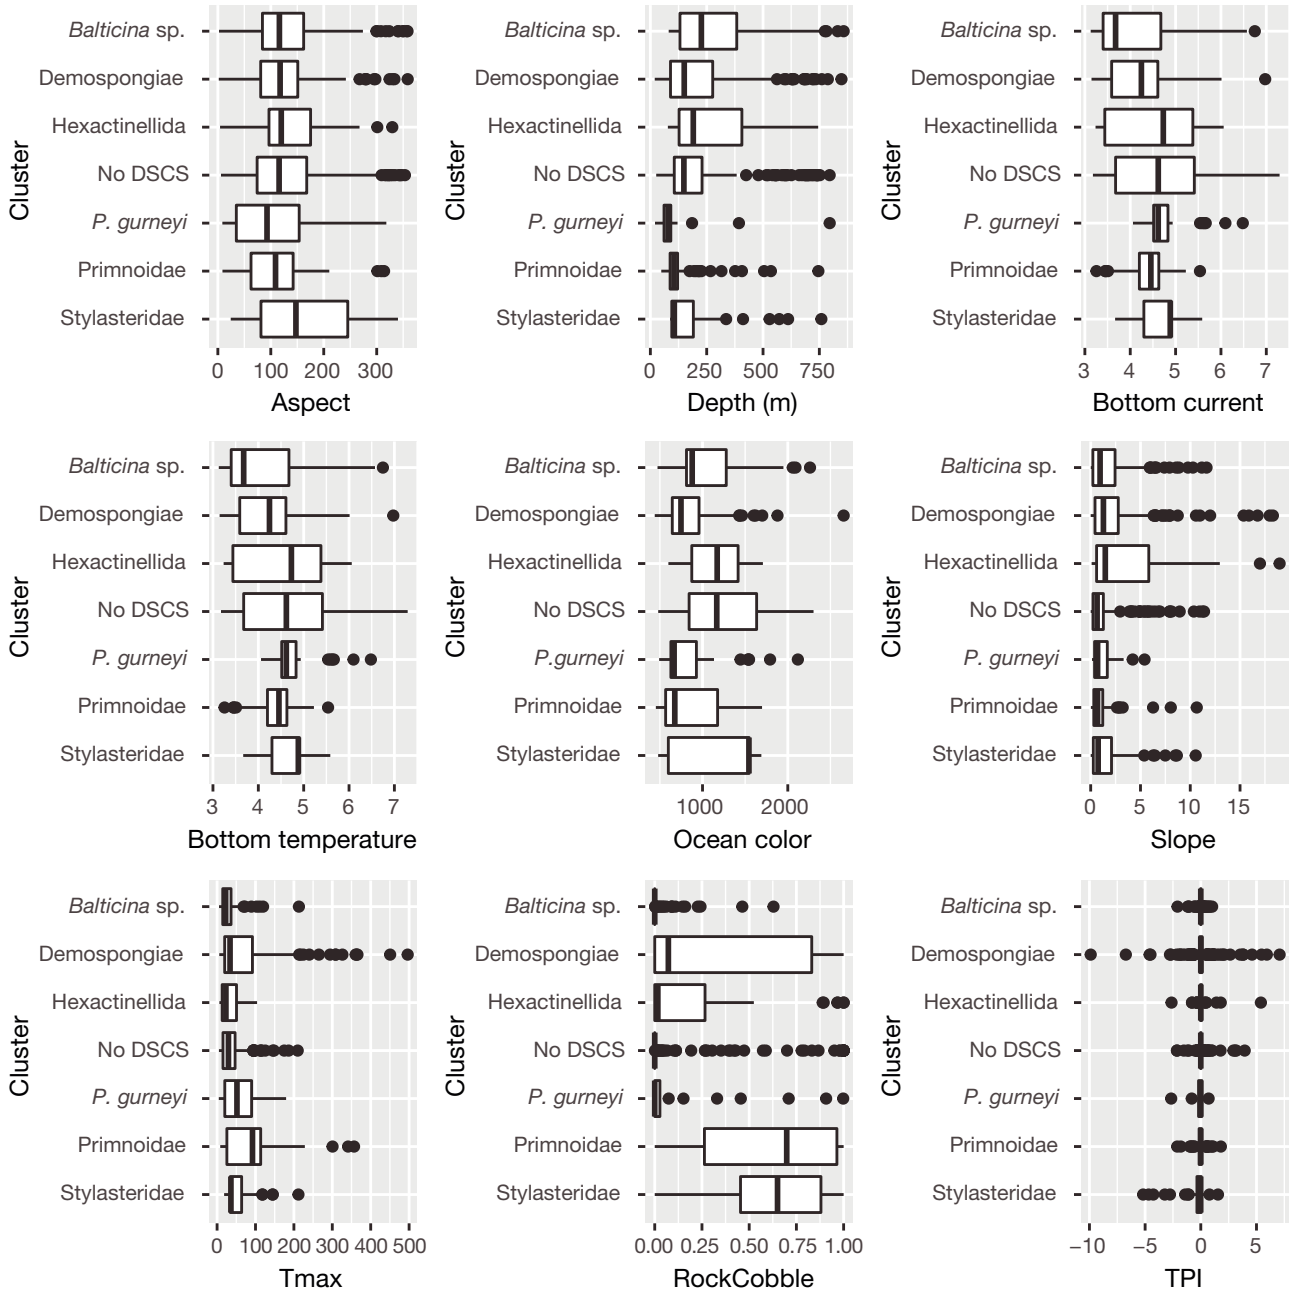 Cluster
Balticina sp.
Demospongiae
Hexactinellida
No DSCS
P. gurneyi
Primnoidae
Stylasteridae
0 100 200 300
Aspect
Cluster
Balticina sp.
Demospongiae
Hexactinellida
No DSCS
P. gurneyi
Primnoidae
Stylasteridae
0 250 500 750
Depth (m)
Cluster
Balticina sp.
Demospongiae
Hexactinellida
No DSCS
P. gurneyi
Primnoidae
Stylasteridae
3 4 5 6 7
Bottom current
Cluster
Balticina sp.
Demospongiae
Hexactinellida
No DSCS
P. gurneyi
Primnoidae
Stylasteridae
3 4 5 6 7
Bottom temperature
Cluster
Balticina sp.
Demospongiae
Hexactinellida
No DSCS
P.gurneyi
Primnoidae
Stylasteridae
1000 2000
Ocean color
Cluster
Balticina sp.
Demospongiae
Hexactinellida
No DSCS
P. gurneyi
Primnoidae
Stylasteridae
0 5 10 15
Slope
Cluster
Balticina sp.
Demospongiae
Hexactinellida
No DSCS
P. gurneyi
Primnoidae
Stylasteridae
0 100 200 300 400 500
Tmax
Cluster
Balticina sp.
Demospongiae
Hexactinellida
No DSCS
P. gurneyi
Primnoidae
Stylasteridae
0.00 0.25 0.50 0.75 1.00
RockCobble
Cluster
Balticina sp.
Demospongiae
Hexactinellida
No DSCS
P. gurneyi
Primnoidae
Stylasteridae
−10 −5 0 5
TPI